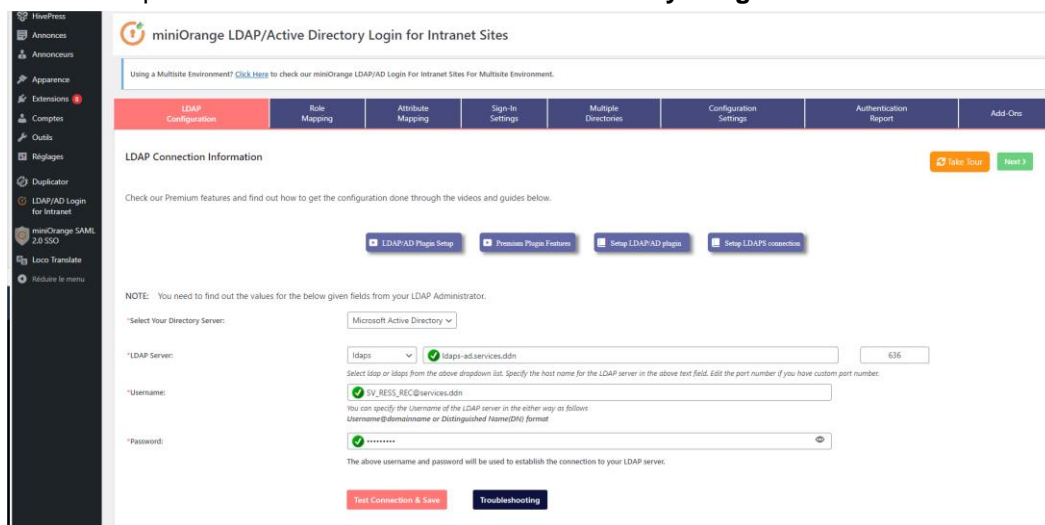 HivePress
Annonces
Annonceurs
Apparence
Extensions 8
Comptes
Outils
Réglages
Duplicator
LDAP/AD Login
for Intranet
miniOrange SAML
2.0 SSO
Loco Translate
Réduire le menu
miniOrange LDAP/Active Directory Login for Intranet Sites
Using a Multisite Environment? Click Here to check our miniOrange LDAP/AD Login For Intranet Sites For Multisite Environment.
LDAP
Configuration
Role
Mapping
Attribute
Mapping
Sign-In
Settings
Multiple
Directories
Configuration
Settings
Authentication
Report
Add-Ons
LDAP Connection Information
Take Tour
Next >
Check our Premium features and find out how to get the configuration done through the videos and guides below.
LDAP/AD Plugin Setup
Premium Plugin Features
Setup LDAP/AD plugin
Setup LDAPS connection
NOTE: You need to find out the values for the below given fields from your LDAP Administrator.
*Select Your Directory Server:
Microsoft Active Directory
*LDAP Server:
ldaps
ldaps-ad.services.ddn
636
Select ldap or ldaps from the above dropdown list. Specify the host name for the LDAP server in the above text field. Edit the port number if you have custom port number.
*Username:
SV_RESS_REC@services.ddn
You can specify the Username of the LDAP server in the either way as follows
Username@domainname or Distinguished Name(DN) format
*Password:
•••••••••
The above username and password will be used to establish the connection to your LDAP server.
Test Connection & Save
Troubleshooting